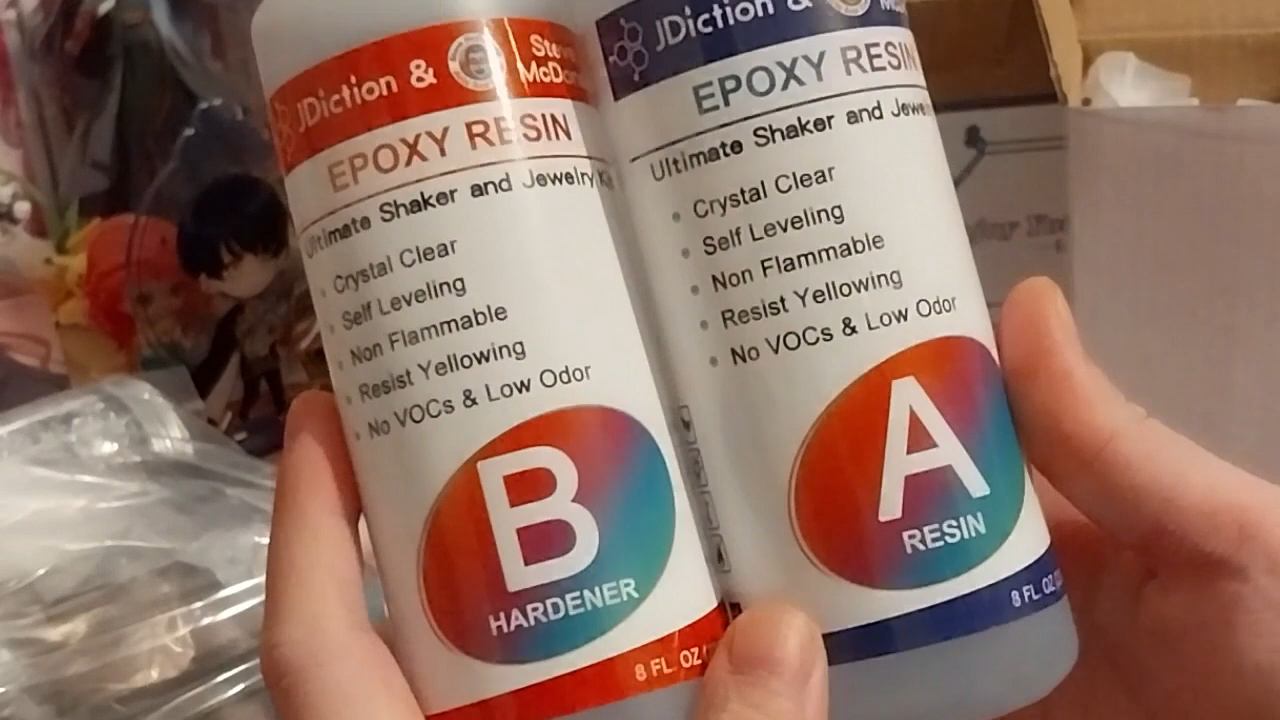 JDiction &
Steve
EPOXY RESIN
Ultimate Shaker and Jewelry
Crystal Clear
Self Leveling
Non Flammable
Resist Yellowing
No VOCs & Low Odor
B
HARDENER
8 FL. OZ
JDiction &
EPOXY RESIN
Ultimate Shaker and
Crystal Clear
Self Leveling
Non Flammable
Resist Yellowing
No VOCs & Low Odor
A
RESIN
8 FL. OZ